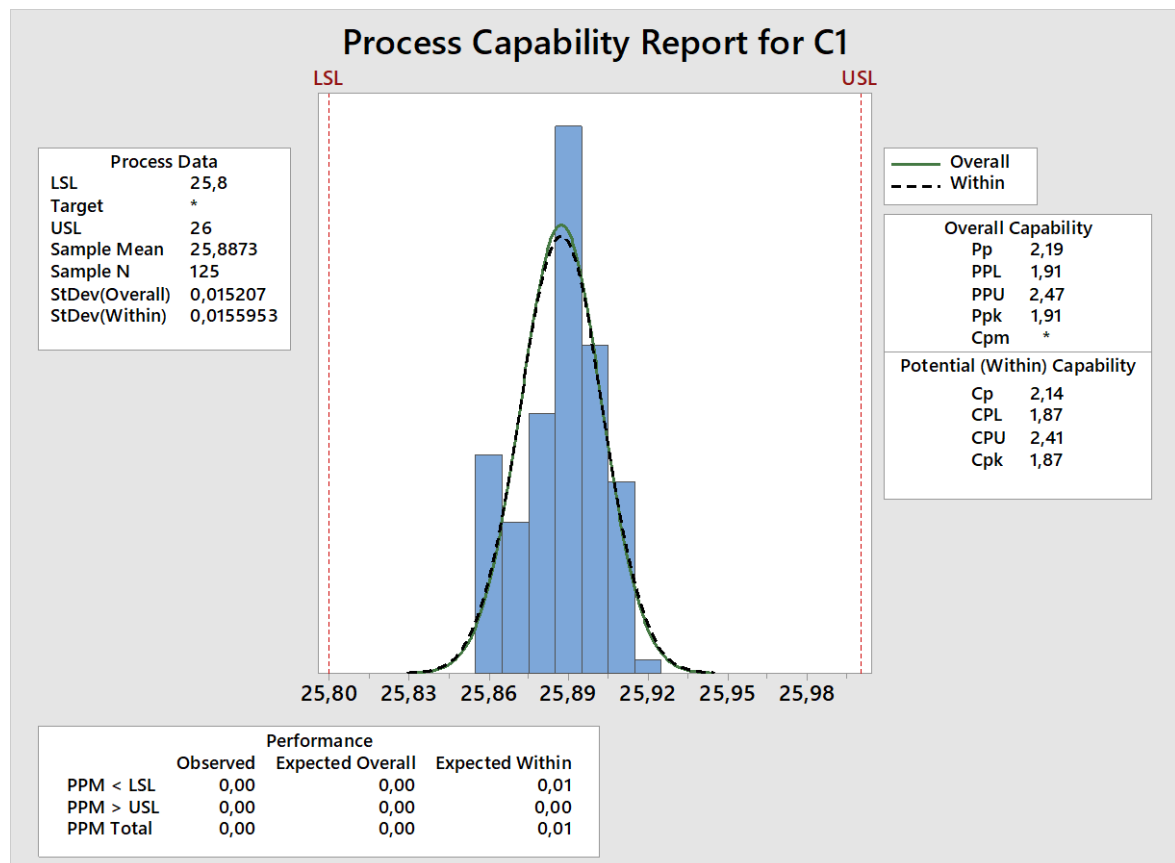 Process Capability Report for C1
LSL USL
Process Data
LSL 25,8
Target *
USL 26
Sample Mean 25,8873
Sample N 125
StDev(Overall) 0,015207
StDev(Within) 0,0155953
Overall
Within
Overall Capability
Pp 2,19
PPL 1,91
PPU 2,47
Ppk 1,91
Cpm *
Potential (Within) Capability
Cp 2,14
CPL 1,87
CPU 2,41
Cpk 1,87
25,80 25,83 25,86 25,89 25,92 25,95 25,98
Performance
Observed Expected Overall Expected Within
PPM < LSL 0,00 0,00 0,01
PPM > USL 0,00 0,00 0,00
PPM Total 0,00 0,00 0,01